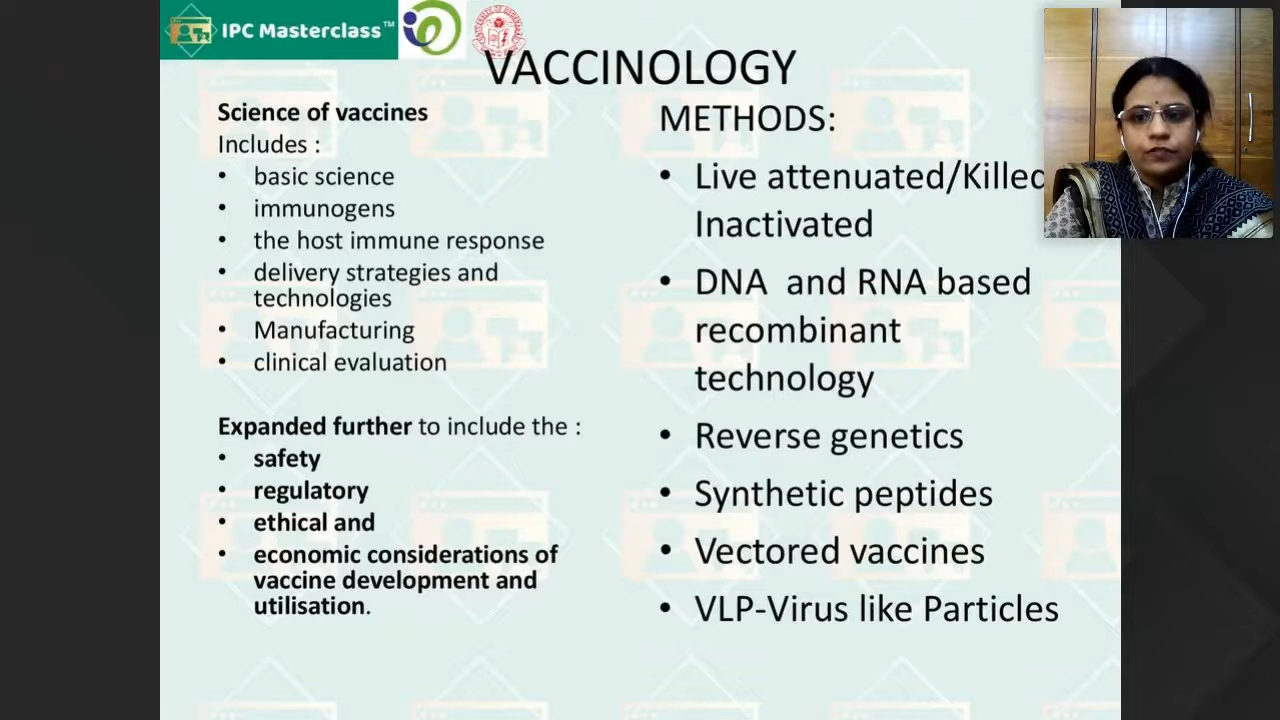 IPC Masterclass™
VACCINOLOGY
Science of vaccines
Includes :
• basic science
• immunogens
• the host immune response
• delivery strategies and
technologies
• Manufacturing
• clinical evaluation
Expanded further to include the :
• safety
• regulatory
• ethical and
• economic considerations of
vaccine development and
utilisation.
METHODS:
• Live attenuated/Killed
Inactivated
• DNA and RNA based
recombinant
technology
• Reverse genetics
• Synthetic peptides
• Vectored vaccines
• VLP-Virus like Particles